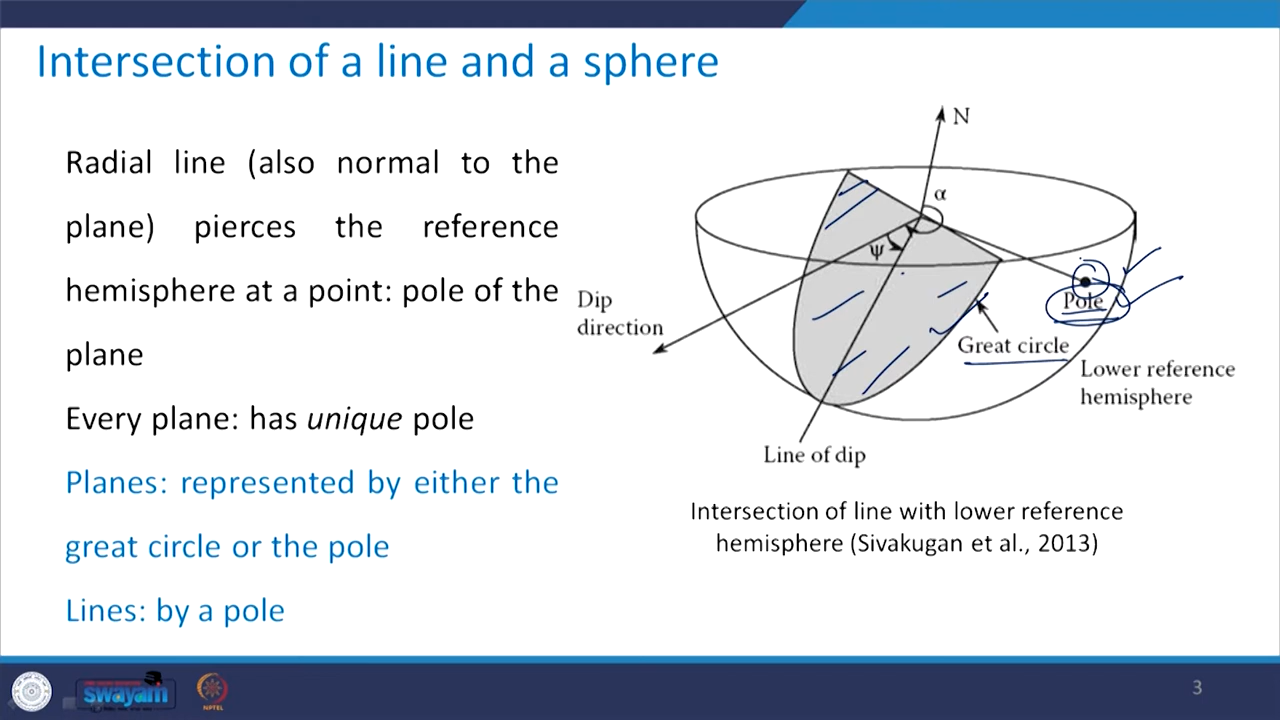 Intersection of a line and a sphere
Radial line (also normal to the
plane) pierces the reference
hemisphere at a point: pole of the
plane
Every plane: has unique pole
Planes: represented by either the
great circle or the pole
Lines: by a pole
N
α
ψ
Dip
direction
Pole
Great circle
Lower reference
hemisphere
Line of dip
Intersection of line with lower reference
hemisphere (Sivakugan et al., 2013)
swayam
NPTEL
3